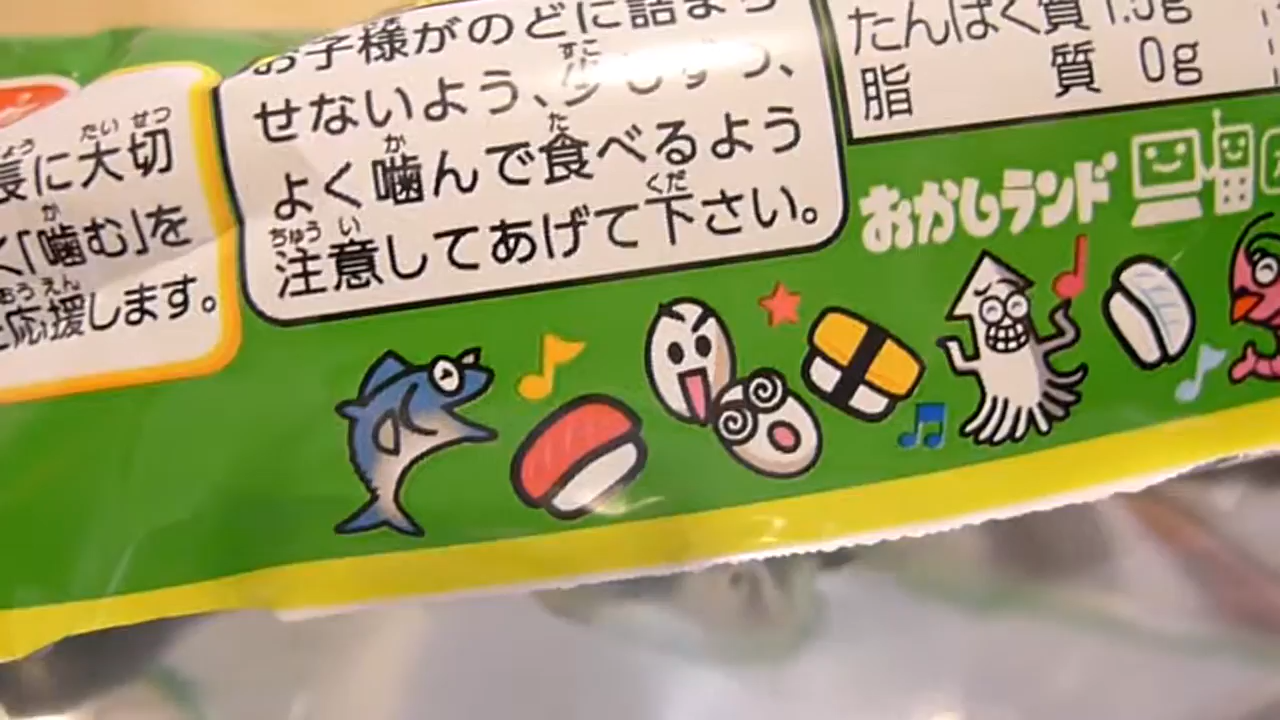 長に大切
く「噛む」を
応援します。
お子様がのどに詰まら
せないよう、少しずつ、
よく噛んで食べるよう
注意してあげて下さい。
たんぱく質 1.5g
脂質 0g
おかしランド